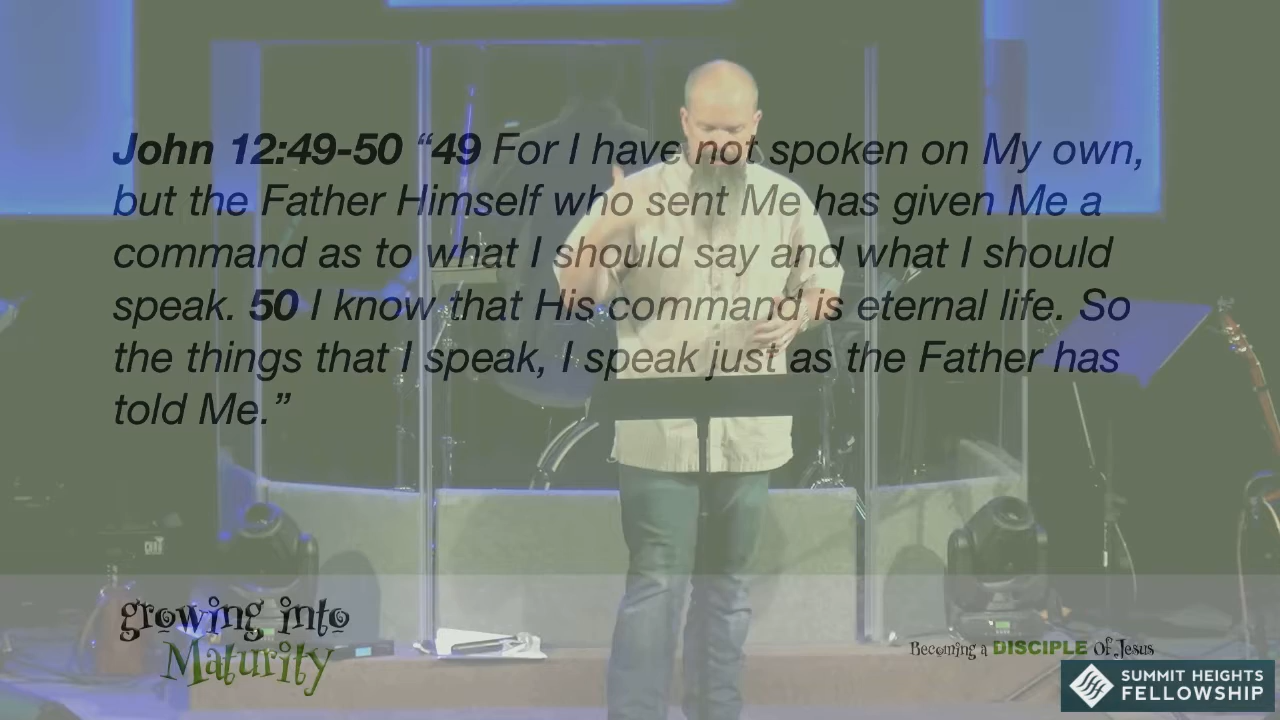 John 12:49-50 “49 For I have not spoken on My own,
but the Father Himself who sent Me has given Me a
command as to what I should say and what I should
speak. 50 I know that His command is eternal life. So
the things that I speak, I speak just as the Father has
told Me.”
growing into
Maturity
Becoming a DISCIPLE Of Jesus
SUMMIT HEIGHTS
FELLOWSHIP